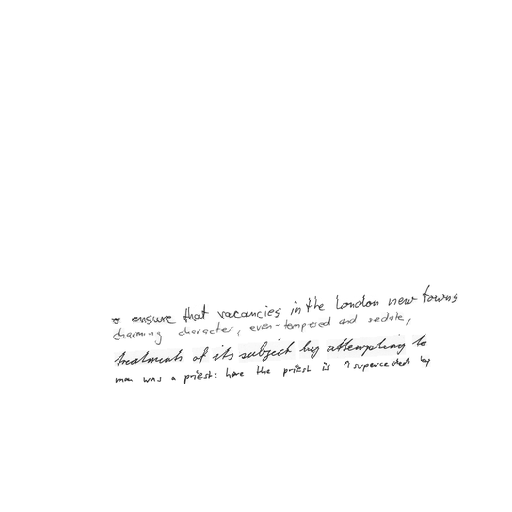 to ensure that vacancies in the London new towns
charming character, even-tempered and sedate,
treatments of its subject by attempting to
man was a priest: here the priest is superceded by